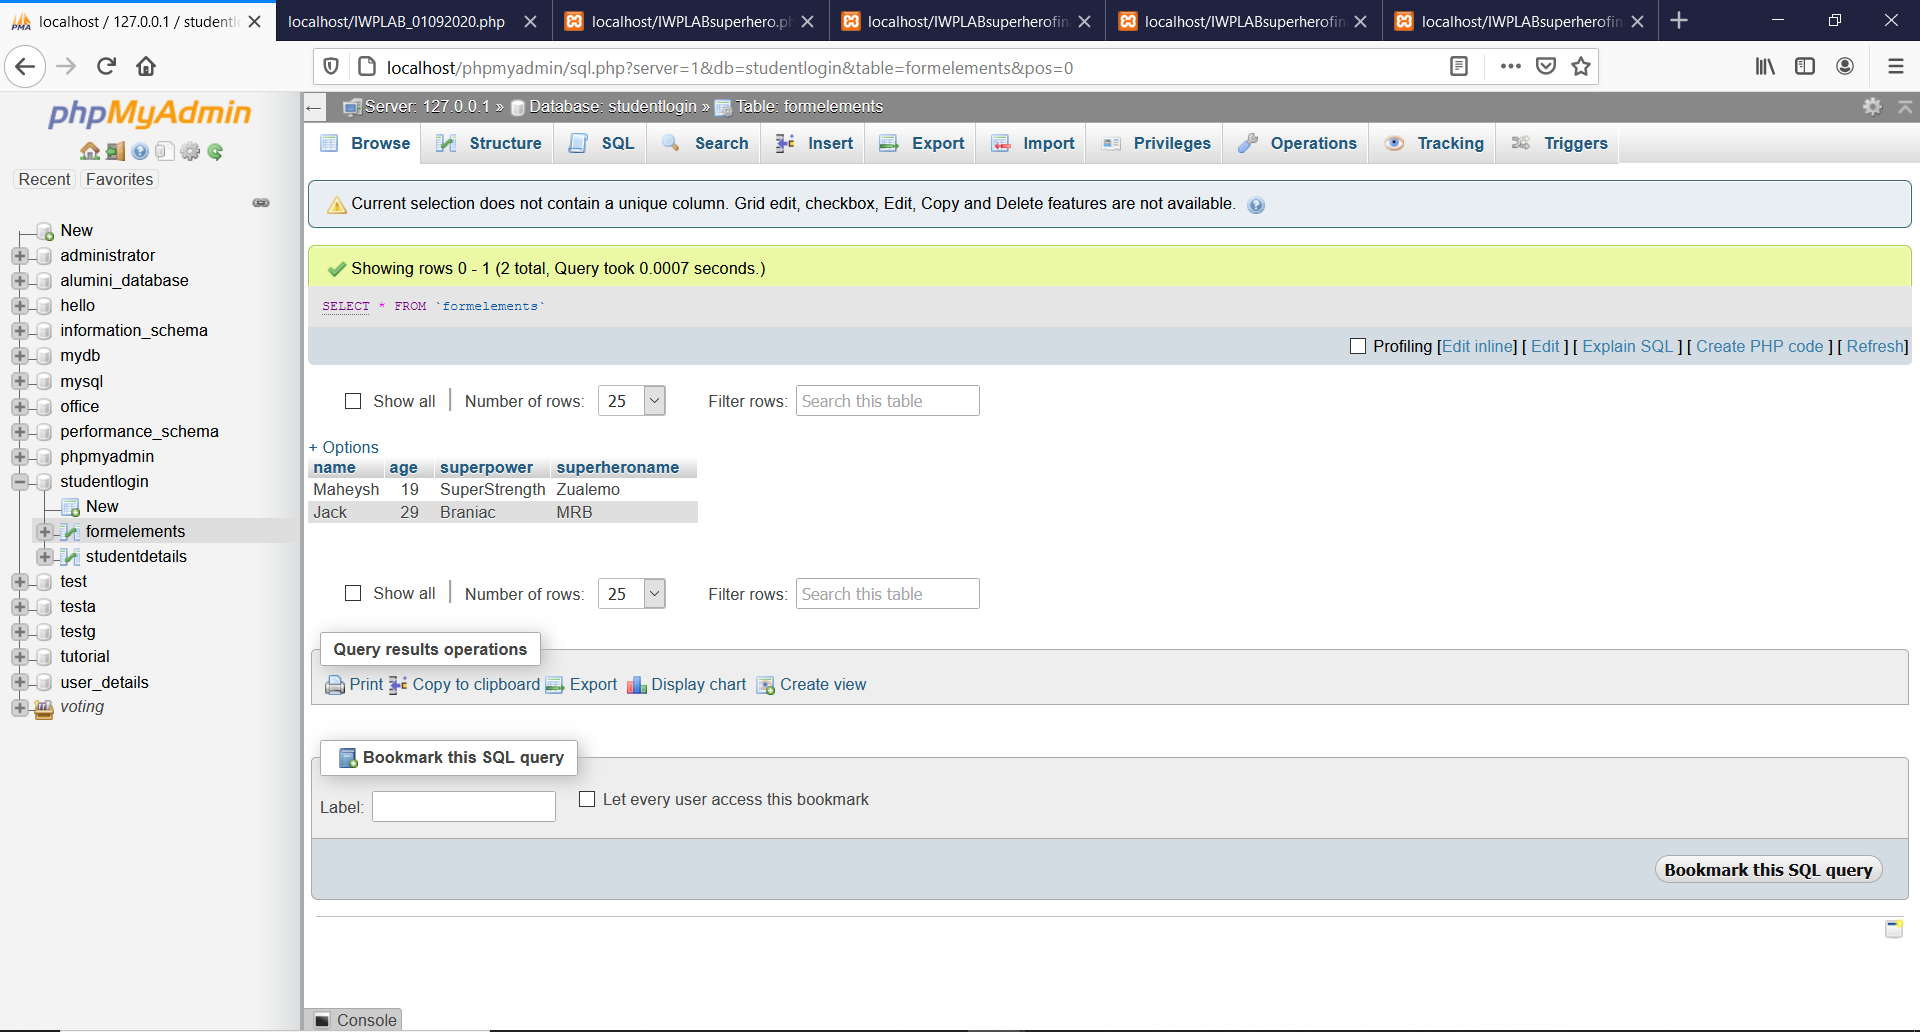 localhost / 127.0.0.1 / studentl
localhost/IWPLAB_01092020.php
localhost/IWPLABsuperhero.ph
localhost/IWPLABsuperherofin
localhost/IWPLABsuperherofin
localhost/IWPLABsuperherofin
localhost/phpmyadmin/sql.php?server=1&db=studentlogin&table=formelements&pos=0
phpMyAdmin
Recent Favorites
New
administrator
alumini_database
hello
information_schema
mydb
mysql
office
performance_schema
phpmyadmin
studentlogin
New
formelements
studentdetails
test
testa
testg
tutorial
user_details
voting
Server: 127.0.0.1 » Database: studentlogin » Table: formelements
Browse Structure SQL Search Insert Export Import Privileges Operations Tracking Triggers
Current selection does not contain a unique column. Grid edit, checkbox, Edit, Copy and Delete features are not available.
Showing rows 0 - 1 (2 total, Query took 0.0007 seconds.)
SELECT * FROM `formelements`
Profiling [Edit inline] [ Edit ] [ Explain SQL ] [ Create PHP code ] [ Refresh]
Show all | Number of rows: 25 Filter rows: Search this table
+ Options
name age superpower superheroname
Maheysh 19 SuperStrength Zualemo
Jack 29 Braniac MRB
Show all | Number of rows: 25 Filter rows: Search this table
Query results operations
Print Copy to clipboard Export Display chart Create view
Bookmark this SQL query
Label: Let every user access this bookmark
Bookmark this SQL query
Console